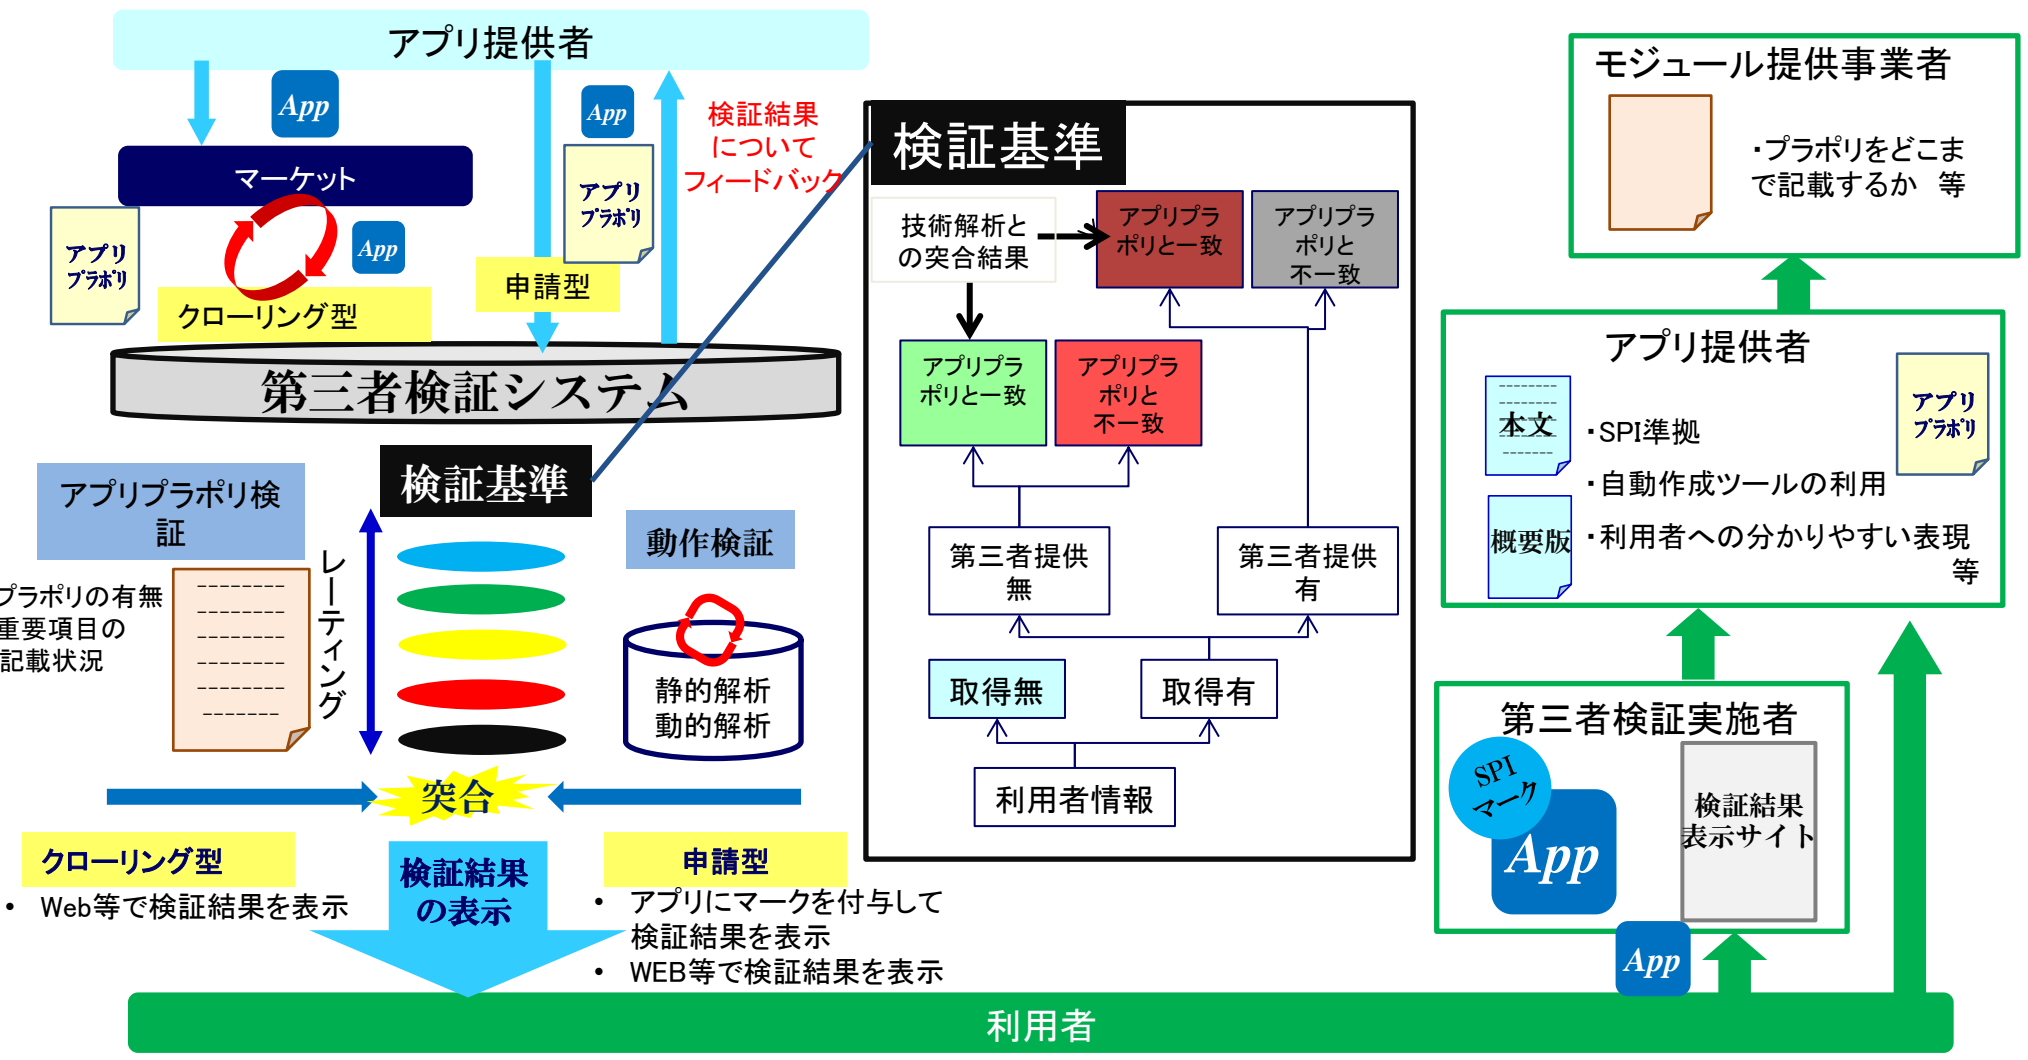 アプリ提供者
App
App
検証結果
について
フィードバック
マーケット
アプリ
プラポリ
App
アプリ
プラポリ
クローリング型
申請型
第三者検証システム
検証基準
アプリプラポリ検
証
動作検証
レーティング
プラポリの有無
重要項目の
記載状況
静的解析
動的解析
突合
クローリング型
• Web等で検証結果を表示
検証結果
の表示
申請型
• アプリにマークを付与して
検証結果を表示
• WEB等で検証結果を表示
検証基準
技術解析と
の突合結果
アプリプラ
ポリと一致
アプリプラ
ポリと
不一致
アプリプラ
ポリと一致
アプリプラ
ポリと
不一致
第三者提供
無
第三者提供
有
取得無
取得有
利用者情報
モジュール提供事業者
・プラポリをどこま
で記載するか 等
アプリ提供者
本文
概要版
・SPI準拠
・自動作成ツールの利用
・利用者への分かりやすい表現
等
アプリ
プラポリ
第三者検証実施者
SPI
マーク
App
検証結果
表示サイト
App
利用者